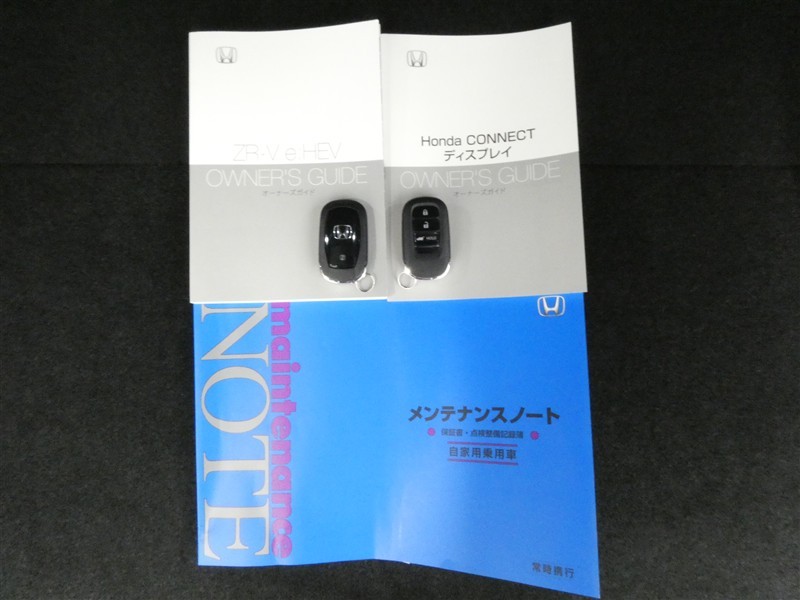 ZR-V e:HEV
OWNER'S GUIDE
オーナーズガイド
Honda CONNECT
ディスプレイ
OWNER'S GUIDE
オーナーズガイド
maintenance
NOTE
メンテナンスノート
保証書・点検整備記録簿
自家用乗用車
常時携行